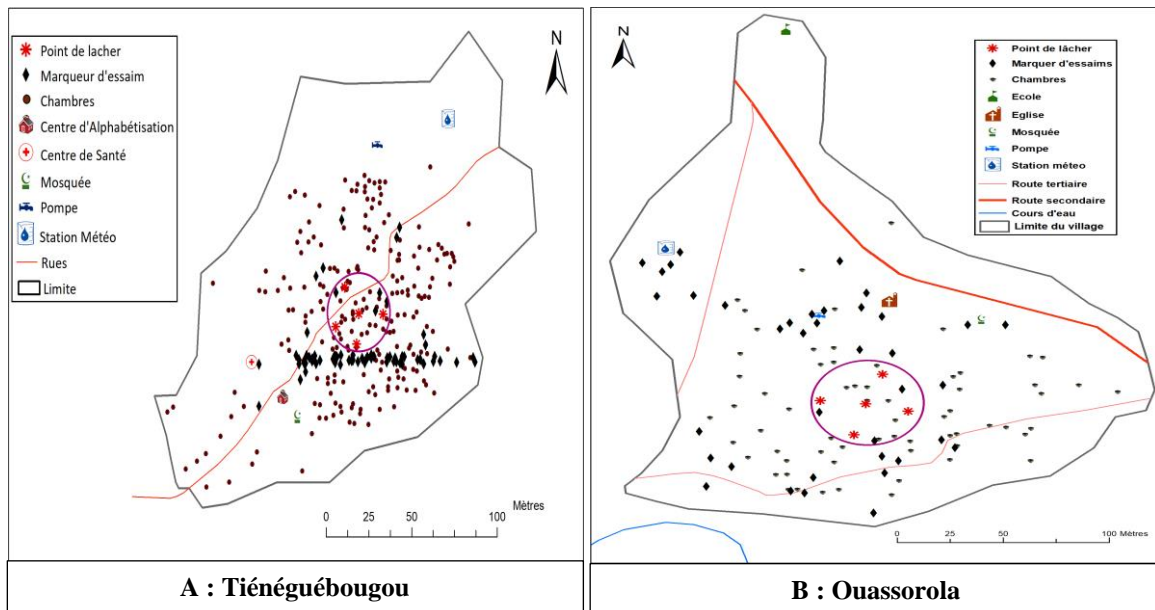 N
Point de lacher
Marqueur d'essaim
Chambres
Centre d'Alphabétisation
Centre de Santé
Mosquée
Pompe
Station Météo
Rues
Limite
Mètres
0 25 50 100
A : Tiénéguébougou
N
Point de lâcher
Marquer d'essaims
Chambres
Ecole
Eglise
Mosquée
Pompe
Station méteo
Route tertiaire
Route secondaire
Cours d'eau
Limite du village
0 25 50 100 Mètres
B : Ouassorola